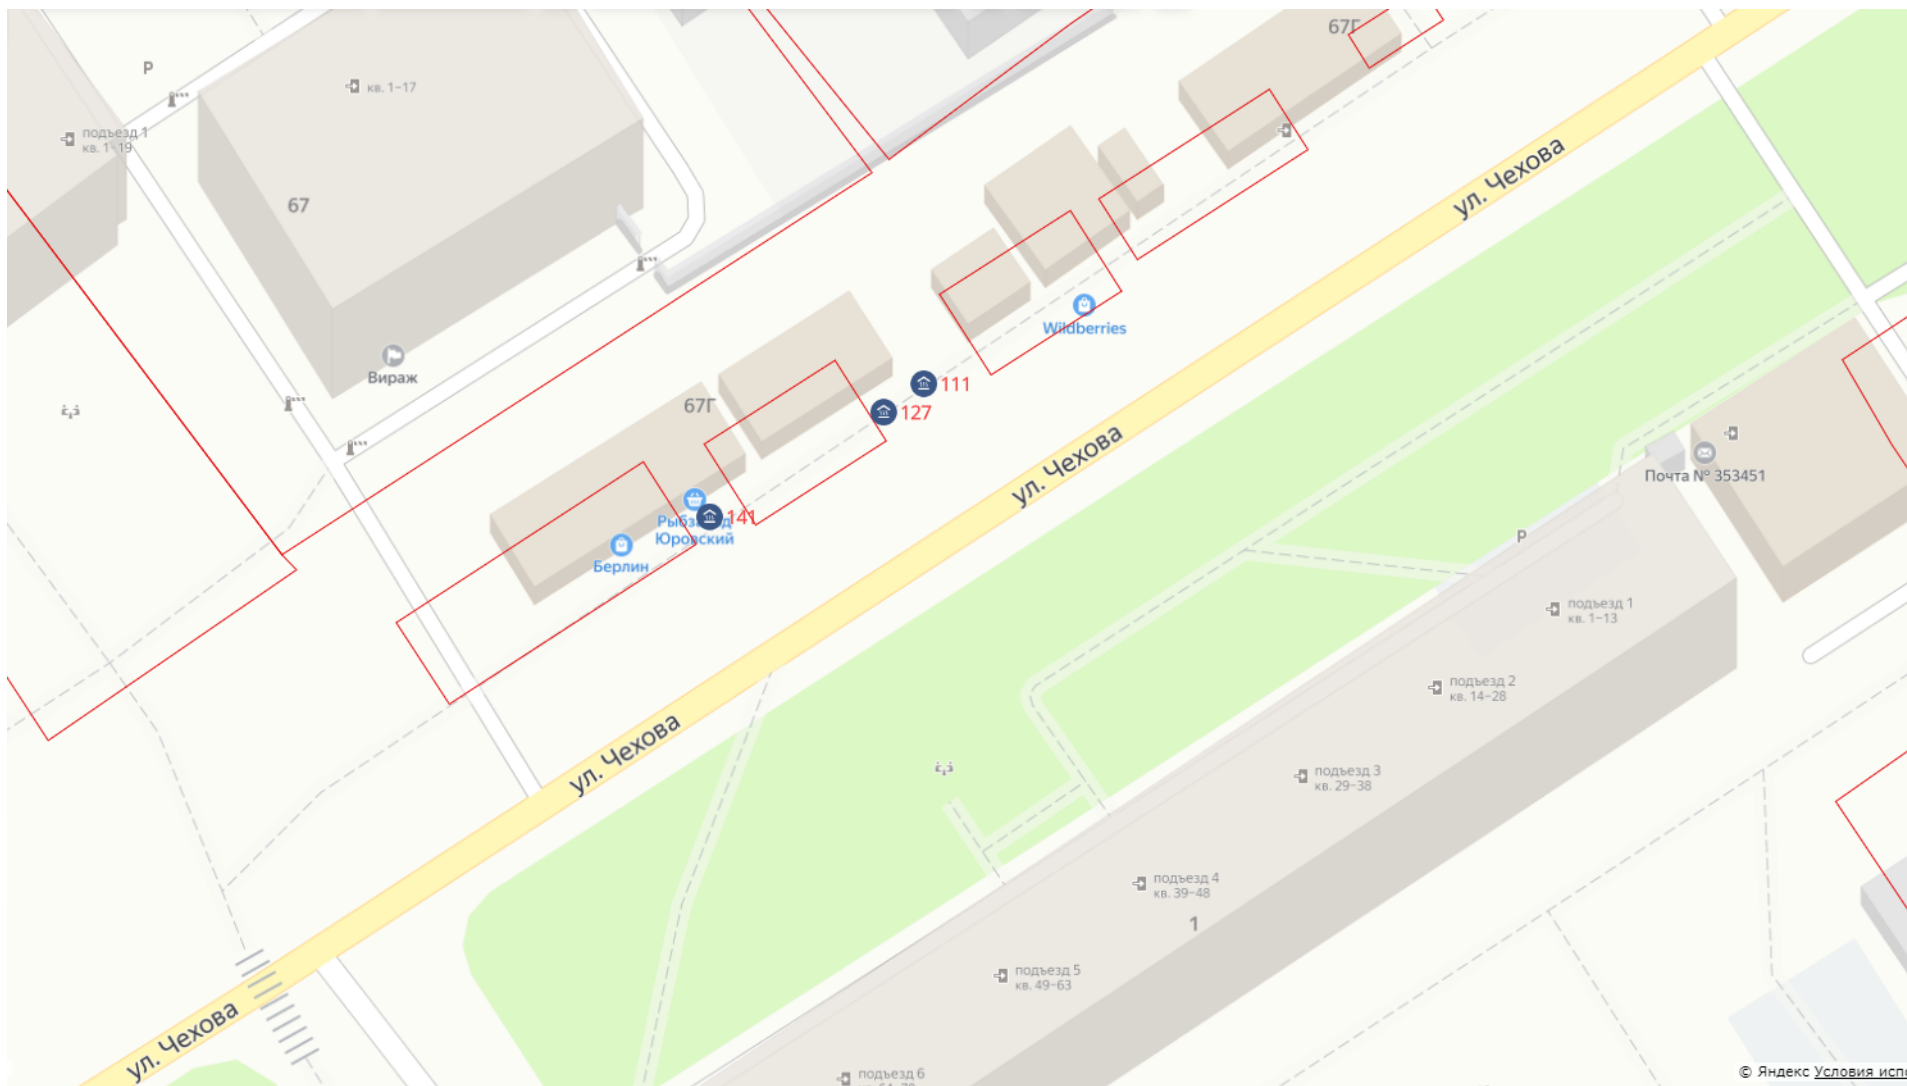 67Г
P
кв. 1–17
подъезд 1
кв. 1–19
ул. Чехова
67
Wildberries
Вираж
111
67Г
127
ул. Чехова
Почта № 353451
141
Юровский
P
Берлин
подъезд 1
кв. 1–13
подъезд 2
кв. 14–28
ул. Чехова
подъезд 3
кв. 29–38
подъезд 4
кв. 39–48
1
подъезд 5
кв. 49–63
ул. Чехова
подъезд 6
© Яндекс Условия испо